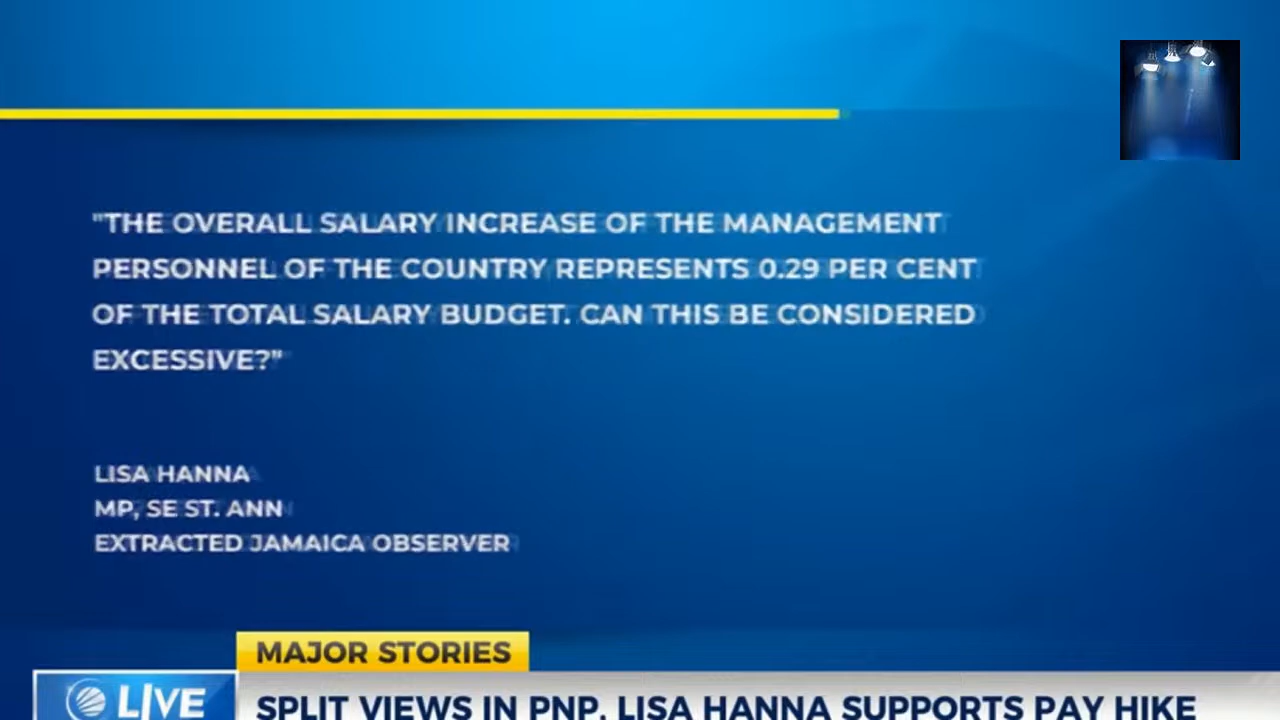 "THE OVERALL SALARY INCREASE OF THE MANAGEMENT
PERSONNEL OF THE COUNTRY REPRESENTS 0.29 PER CENT
OF THE TOTAL SALARY BUDGET. CAN THIS BE CONSIDERED
EXCESSIVE?"
LISA HANNA
MP, SE ST. ANN
EXTRACTED JAMAICA OBSERVER
MAJOR STORIES
LIVE
SPLIT VIEWS IN PNP, LISA HANNA SUPPORTS PAY HIKE